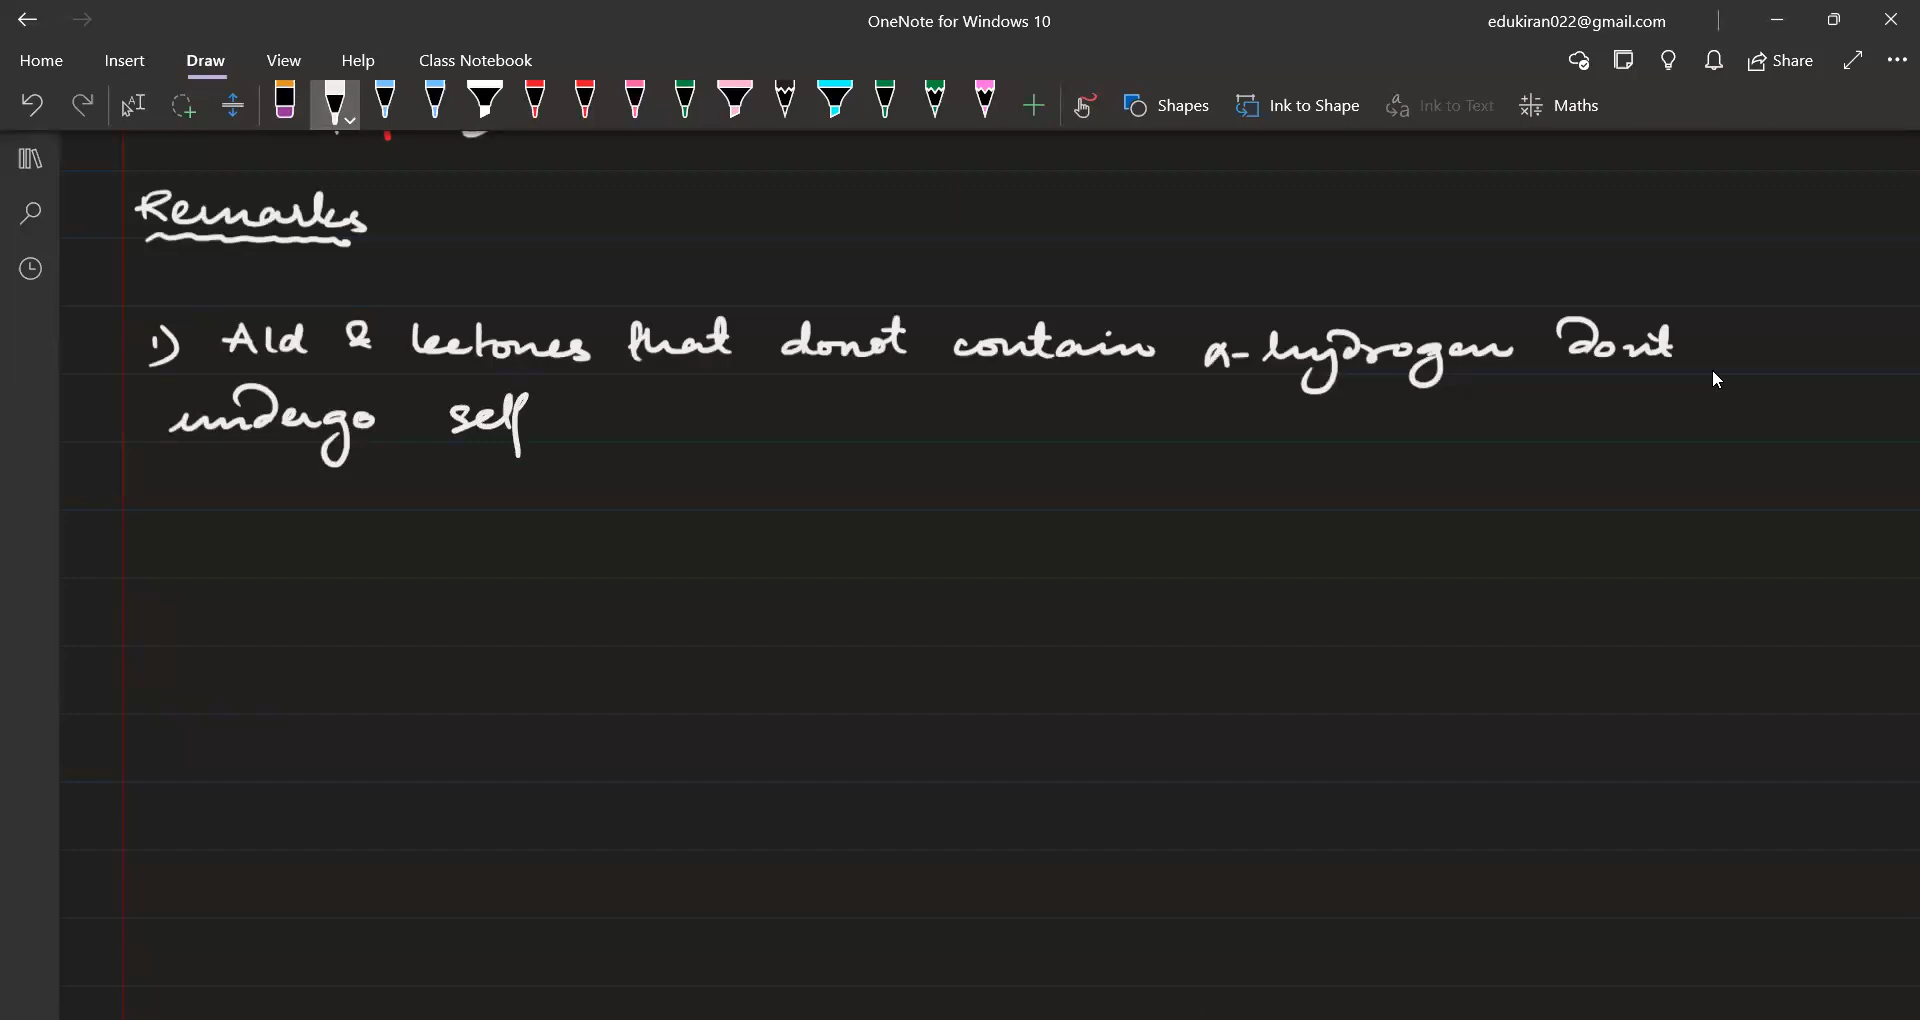 OneNote for Windows 10
edukiran022@gmail.com
Home Insert Draw View Help Class Notebook
Share
Shapes Ink to Shape Ink to Text Maths
Remarks
1) Ald & ketones that donot contain α-hydrogen Don't
undergo self